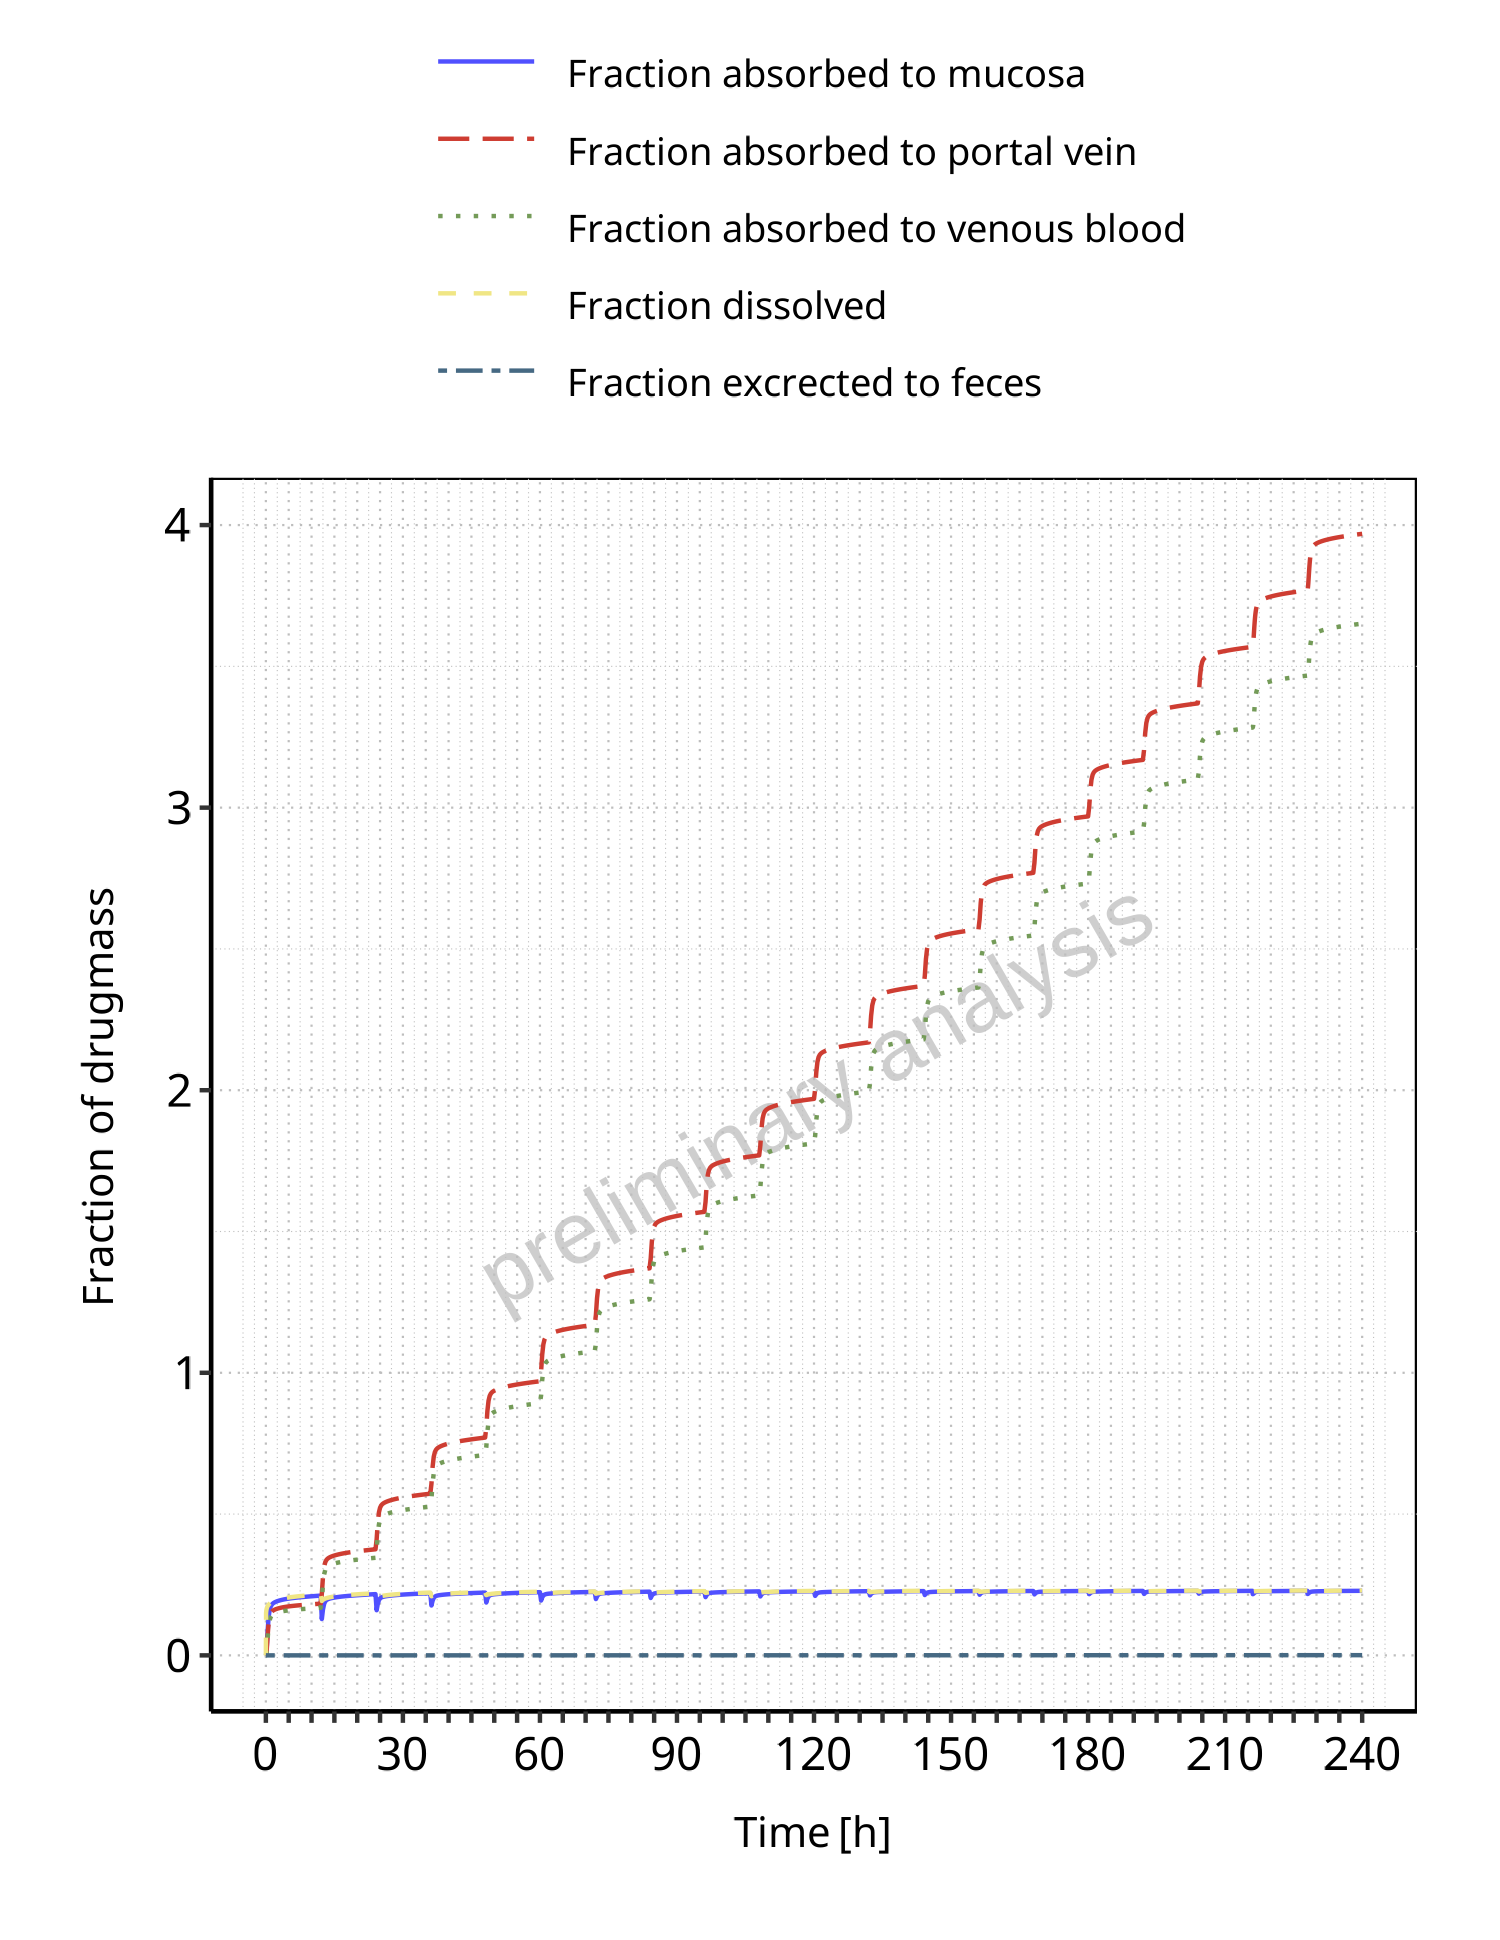 Fraction absorbed to mucosa
Fraction absorbed to portal vein
Fraction absorbed to venous blood
Fraction dissolved
Fraction excrected to feces
4
3
2
1
0
Fraction of drugmass
preliminary analysis
0 30 60 90 120 150 180 210 240
Time [h]